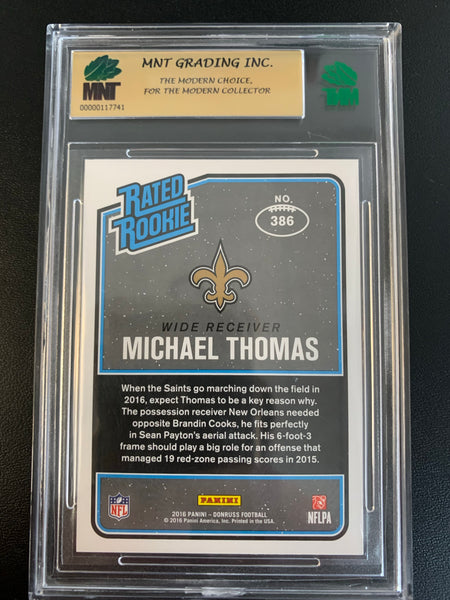 MNT GRADING INC.
THE MODERN CHOICE,
FOR THE MODERN COLLECTOR
MNT
00000117741
RATED
ROOKIE
NO.
386
WIDE RECEIVER
MICHAEL THOMAS
When the Saints go marching down the field in
2016, expect Thomas to be a key reason why.
The possession receiver New Orleans needed
opposite Brandin Cooks, he fits perfectly
in Sean Payton's aerial attack. His 6-foot-3
frame should play a big role for an offense that
managed 19 red-zone passing scores in 2015.
NFL
PANINI
NFLPA
2016 PANINI – DONRUSS FOOTBALL
© 2016 Panini America, Inc. Printed in the USA.